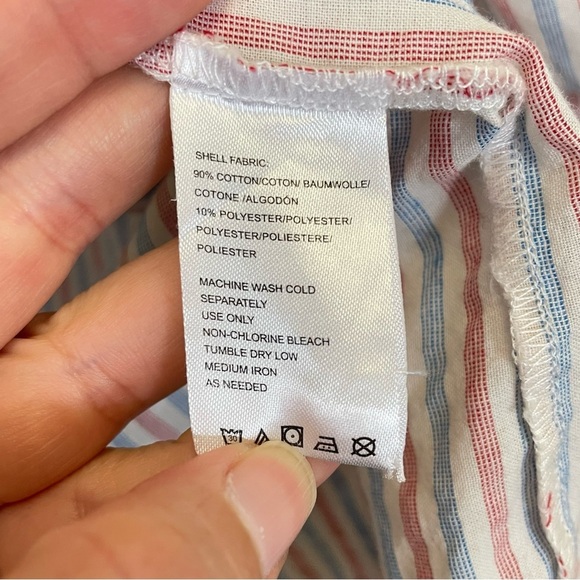 SHELL FABRIC:
90% COTTON/COTON/ BAUMWOLLE/
COTONE /ALGODÓN
10% POLYESTER/POLYESTER/
POLYESTER/POLIESTERE/
POLIESTER
MACHINE WASH COLD
SEPARATELY
USE ONLY
NON-CHLORINE BLEACH
TUMBLE DRY LOW
MEDIUM IRON
AS NEEDED
30